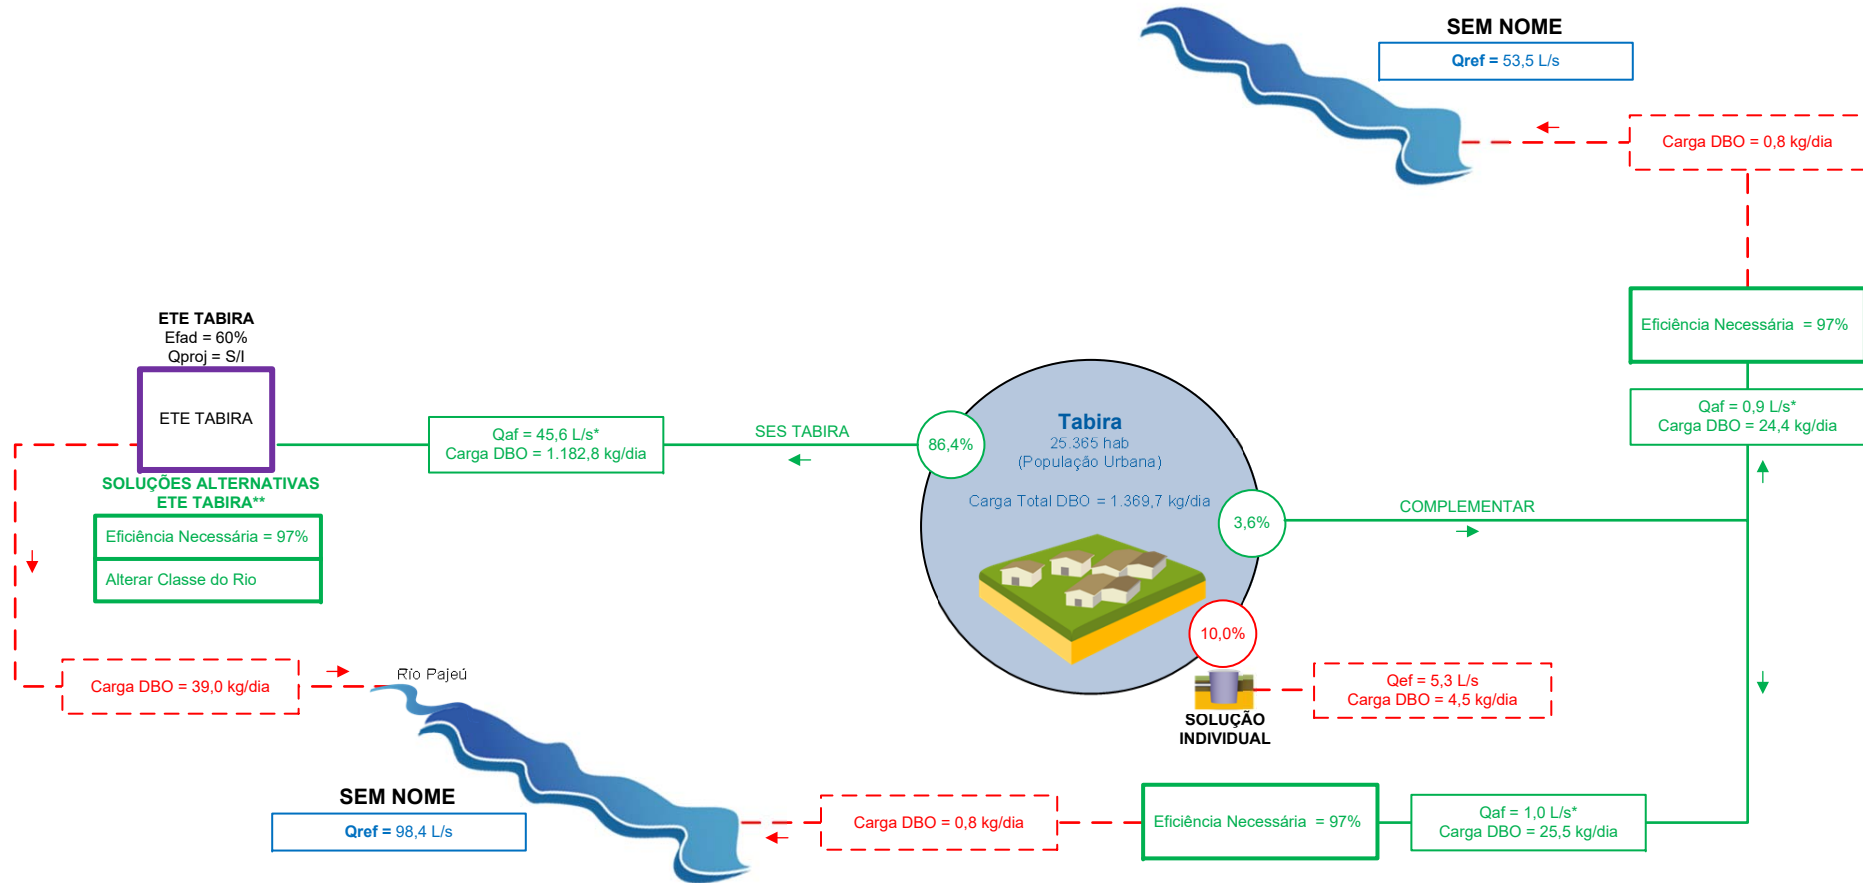 SEM NOME
Qref = 53,5 L/s
Carga DBO = 0,8 kg/dia
Eficiência Necessária = 97%
Qaf = 0,9 L/s*
Carga DBO = 24,4 kg/dia
ETE TABIRA
Efad = 60%
Qproj = S/I
ETE TABIRA
SOLUÇÕES ALTERNATIVAS
ETE TABIRA**
Eficiência Necessária = 97%
Alterar Classe do Rio
Qaf = 45,6 L/s*
Carga DBO = 1.182,8 kg/dia
SES TABIRA
86,4%
Tabira
25.365 hab
(População Urbana)
Carga Total DBO = 1.369,7 kg/dia
3,6%
COMPLEMENTAR
10,0%
SOLUÇÃO
INDIVIDUAL
Qef = 5,3 L/s
Carga DBO = 4,5 kg/dia
Carga DBO = 39,0 kg/dia
Rio Pajeú
SEM NOME
Qref = 98,4 L/s
Carga DBO = 0,8 kg/dia
Eficiência Necessária = 97%
Qaf = 1,0 L/s*
Carga DBO = 25,5 kg/dia